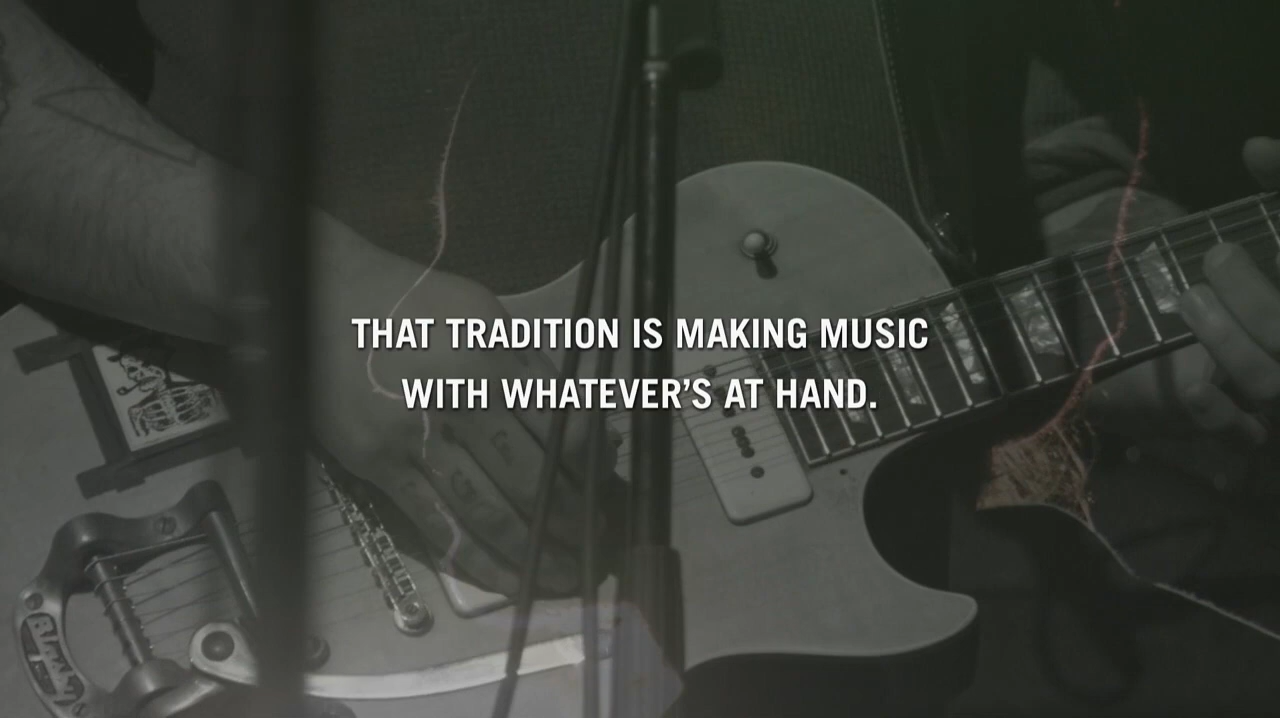 THAT TRADITION IS MAKING MUSIC
WITH WHATEVER’S AT HAND.